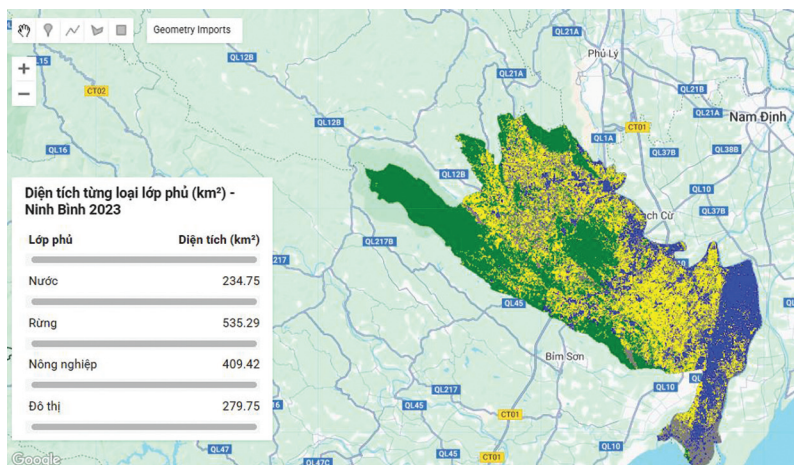 Geometry Imports
+
−
QL15
CT02
QL16
QL12B
QL12B
QL12B
QL21A
QL21A
Phủ Lý
QL1A
CT01
QL21B
QL21A
Nam Định
QL37B
QL38B
QL10
QL37B
QL217B
QL45
Bỉm Sơn
QL10
QL217
QL45
CT01
QL10
QL45
QL47
QL47C
CT01
Diện tích từng loại lớp phủ (km²) -
Ninh Bình 2023
Lớp phủ Diện tích (km²)
Nước 234.75
Rừng 535.29
Nông nghiệp 409.42
Đô thị 279.75
Google